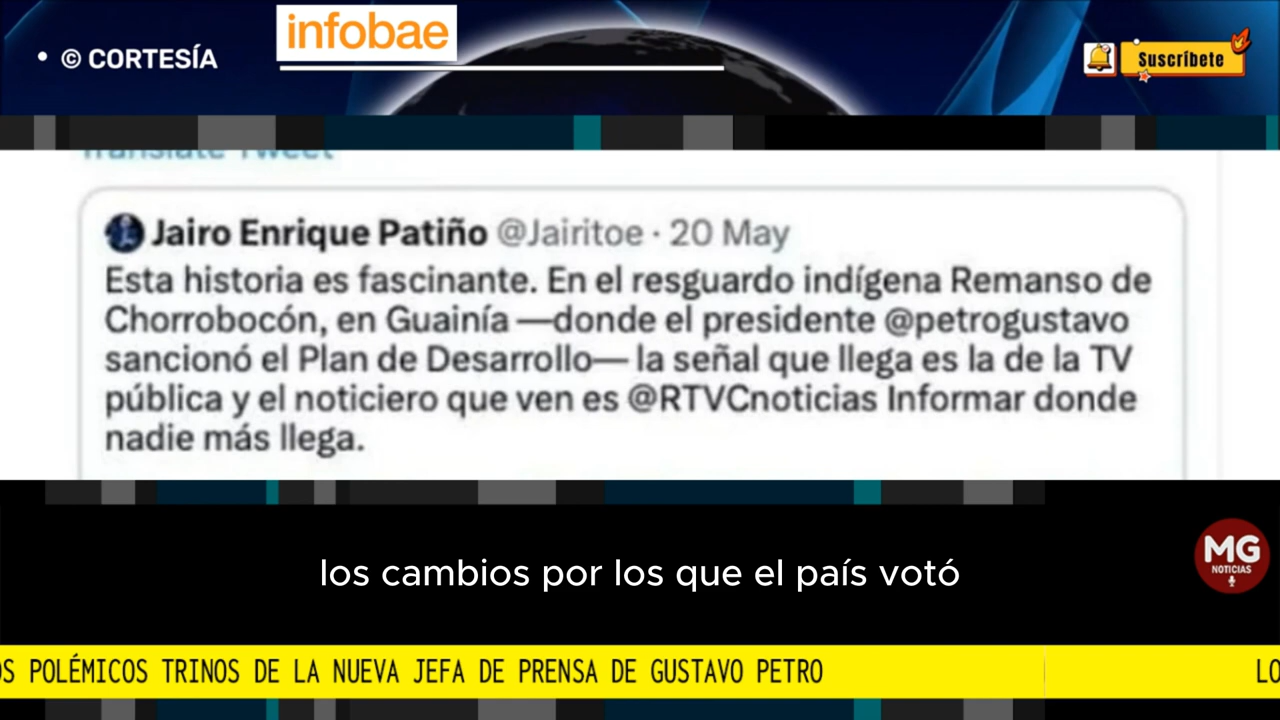 • © CORTESÍA
infobae
Suscríbete
Translate Tweet
Jairo Enrique Patiño @Jairitoe · 20 May
Esta historia es fascinante. En el resguardo indígena Remanso de
Chorrobocón, en Guainía —donde el presidente @petrogustavo
sancionó el Plan de Desarrollo— la señal que llega es la de la TV
pública y el noticiero que ven es @RTVCnoticias Informar donde
nadie más llega.
los cambios por los que el país votó
MG
NOTICIAS
OS POLÉMICOS TRINOS DE LA NUEVA JEFA DE PRENSA DE GUSTAVO PETRO
LO